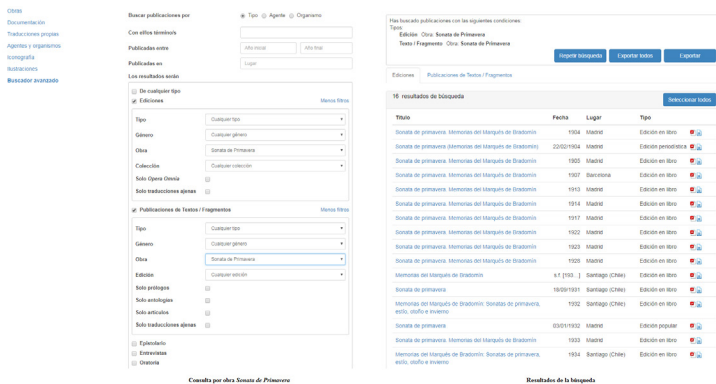 Obras
Documentación
Traducciones propias
Agentes y organismos
Iconografía
Ilustraciones
Buscador avanzado
Buscar publicaciones por
Tipo Agente Organismo
Con el/los término/s
Publicadas entre Año inicial Año final
Publicadas en Lugar
Los resultados serán
De cualquier tipo
Ediciones Menos filtros
Tipo Cualquier tipo
Género Cualquier género
Obra Sonata de Primavera
Colección Cualquier colección
Solo Opera Omnia
Solo traducciones ajenas
Publicaciones de Textos / Fragmentos Menos filtros
Tipo Cualquier tipo
Género Cualquier género
Obra Sonata de Primavera
Edición Cualquier edición
Solo prólogos
Solo antologías
Solo artículos
Solo traducciones ajenas
Epistolario
Entrevistas
Oratoria
Consulta por obra Sonata de Primavera
Has buscado publicaciones con las siguientes condiciones:
Tipos:
Edición Obra: Sonata de Primavera
Texto / Fragmento Obra: Sonata de Primavera
Repetir búsqueda Exportar todos Exportar
Ediciones Publicaciones de Textos / Fragmentos
16 resultados de búsqueda
Seleccionar todos
Título Fecha Lugar Tipo
Sonata de primavera. Memorias del Marqués de Bradomín 1904 Madrid Edición en libro
Sonata de primavera (Memorias del Marqués de Bradomín) 22/02/1904 Madrid Edición periodística
Sonata de primavera. Memorias del Marqués de Bradomín 1905 Madrid Edición en libro
Sonata de primavera. Memorias del Marqués de Bradomín 1907 Barcelona Edición en libro
Sonata de primavera. Memorias del Marqués de Bradomín 1913 Madrid Edición en libro
Sonata de primavera. Memorias del Marqués de Bradomín 1914 Madrid Edición en libro
Sonata de primavera. Memorias del Marqués de Bradomín 1917 Madrid Edición en libro
Sonata de primavera. Memorias del Marqués de Bradomín 1922 Madrid Edición en libro
Sonata de primavera. Memorias del Marqués de Bradomín 1923 Madrid Edición en libro
Sonata de primavera. Memorias del Marqués de Bradomín 1928 Madrid Edición en libro
Memorias del Marqués de Bradomín s.f. [193...] Santiago (Chile) Edición en libro
Sonata de primavera 18/09/1931 Santiago (Chile) Edición en libro
Memorias del Marqués de Bradomín: Sonatas de primavera, 1932 Santiago (Chile) Edición en libro
estío, otoño e invierno
Sonata de primavera 03/01/1932 Madrid Edición popular
Sonata de primavera. Memorias del Marqués de Bradomín 1933 Madrid Edición en libro
Memorias del Marqués de Bradomín: Sonatas de primavera, 1934 Santiago (Chile) Edición en libro
estío, otoño e invierno
Resultados de la búsqueda